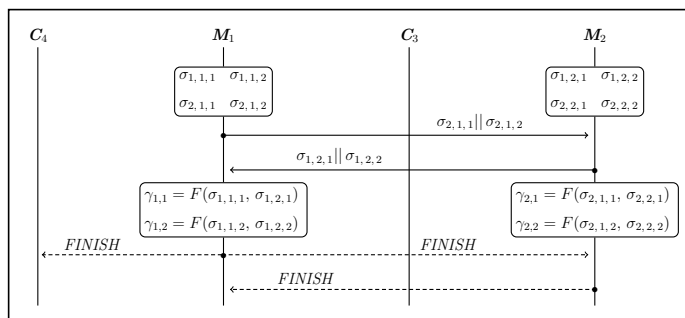 C₄ M₁ C₃ M₂
σ₁,₁,₁ σ₁,₁,₂ σ₁,₂,₁ σ₁,₂,₂
σ₂,₁,₁ σ₂,₁,₂ σ₂,₂,₁ σ₂,₂,₂
σ₂,₁,₁||σ₂,₁,₂
σ₁,₂,₁||σ₁,₂,₂
γ₁,₁ = F(σ₁,₁,₁, σ₁,₂,₁) γ₂,₁ = F(σ₂,₁,₁, σ₂,₂,₁)
γ₁,₂ = F(σ₁,₁,₂, σ₁,₂,₂) γ₂,₂ = F(σ₂,₁,₂, σ₂,₂,₂)
FINISH FINISH
FINISH